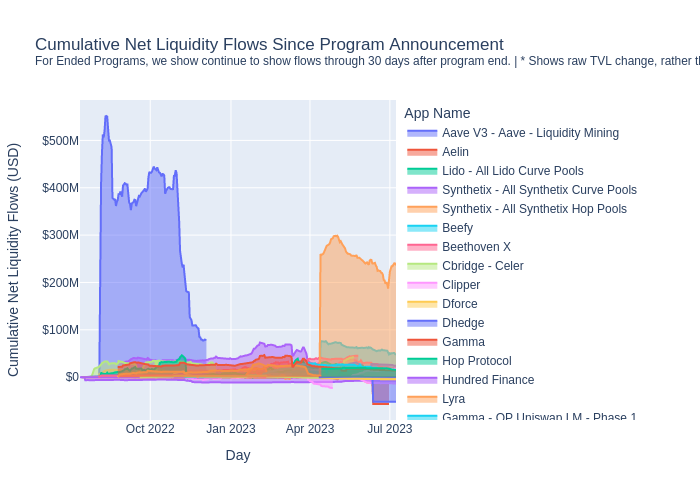 Cumulative Net Liquidity Flows Since Program Announcement
For Ended Programs, we show continue to show flows through 30 days after program end. | * Shows raw TVL change, rather
App Name
Aave V3 - Aave - Liquidity Mining
Aelin
Lido - All Lido Curve Pools
Synthetix - All Synthetix Curve Pools
Synthetix - All Synthetix Hop Pools
Beefy
Beethoven X
Cbridge - Celer
Clipper
Dforce
Dhedge
Gamma
Hop Protocol
Hundred Finance
Lyra
Gamma - OP Uniswap LM - Phase 1
Cumulative Net Liquidity Flows (USD)
$500M
$400M
$300M
$200M
$100M
$0
Oct 2022
Jan 2023
Apr 2023
Jul 2023
Day